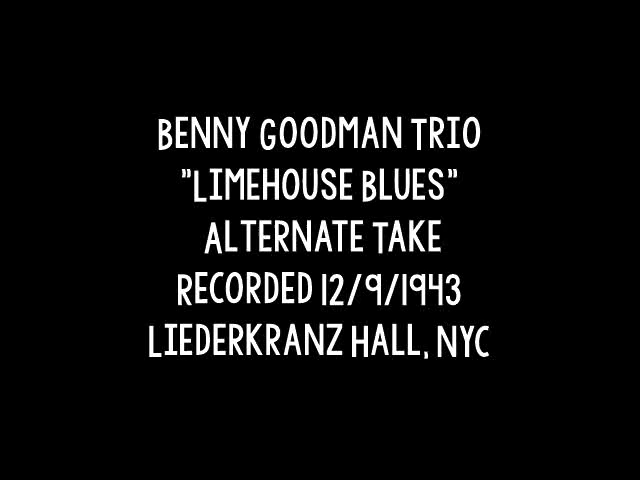 BENNY GOODMAN TRIO
"LIMEHOUSE BLUES"
ALTERNATE TAKE
RECORDED 12/9/1943
LIEDERKRANZ HALL, NYC